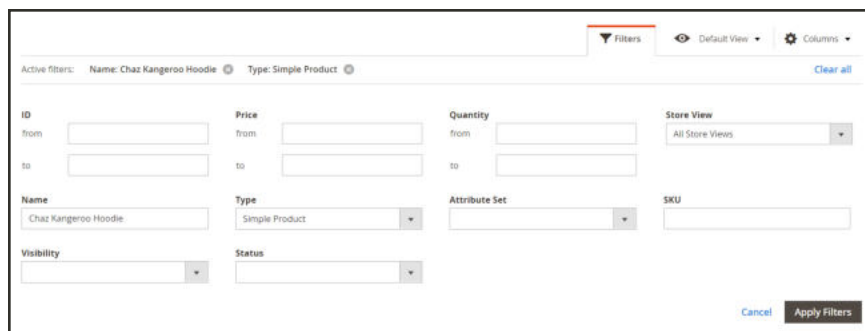 Filters Default View Columns
Active filters: Name: Chaz Kangeroo Hoodie Type: Simple Product Clear all
ID Price Quantity Store View
from from from All Store Views
to to to
Name Type Attribute Set SKU
Chaz Kangeroo Hoodie Simple Product
Visibility Status
Cancel Apply Filters